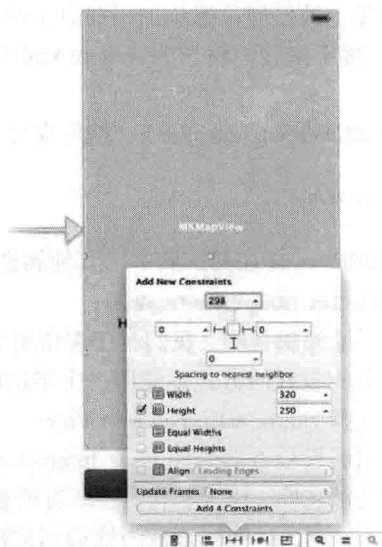 MKMapView
H
Add New Constraints
298
0 0
0
Spacing to nearest neighbor
Width 320
Height 250
Equal Widths
Equal Heights
Align Leading Edges
Update Frames None
Add 4 Constraints